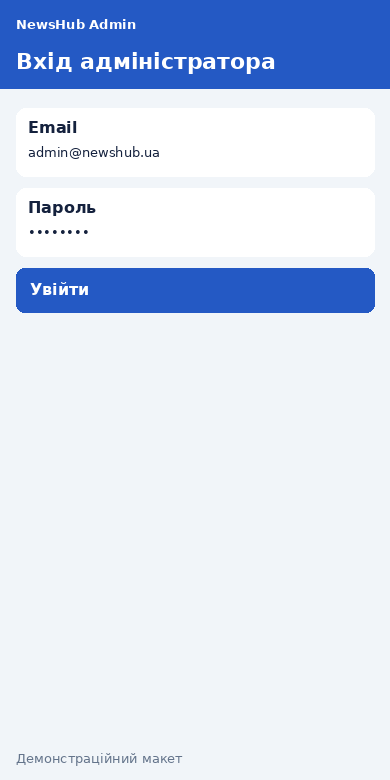 NewsHub Admin
Вхід адміністратора
Email
admin@newshub.ua
Пароль
••••••••
Увійти
Демонстраційний макет